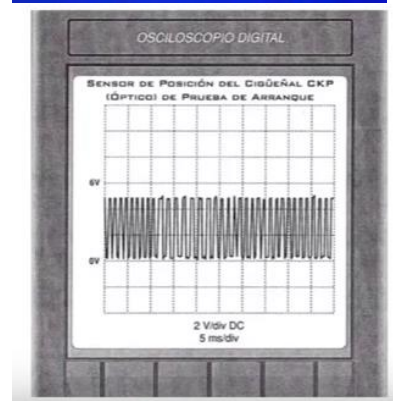 OSCILOSCOPIO DIGITAL
SENSOR DE POSICIÓN DEL CIGÜEÑAL CKP
(ÓPTICO) DE PRUEBA DE ARRANQUE
6V
0V
2 V/div DC
5 ms/div